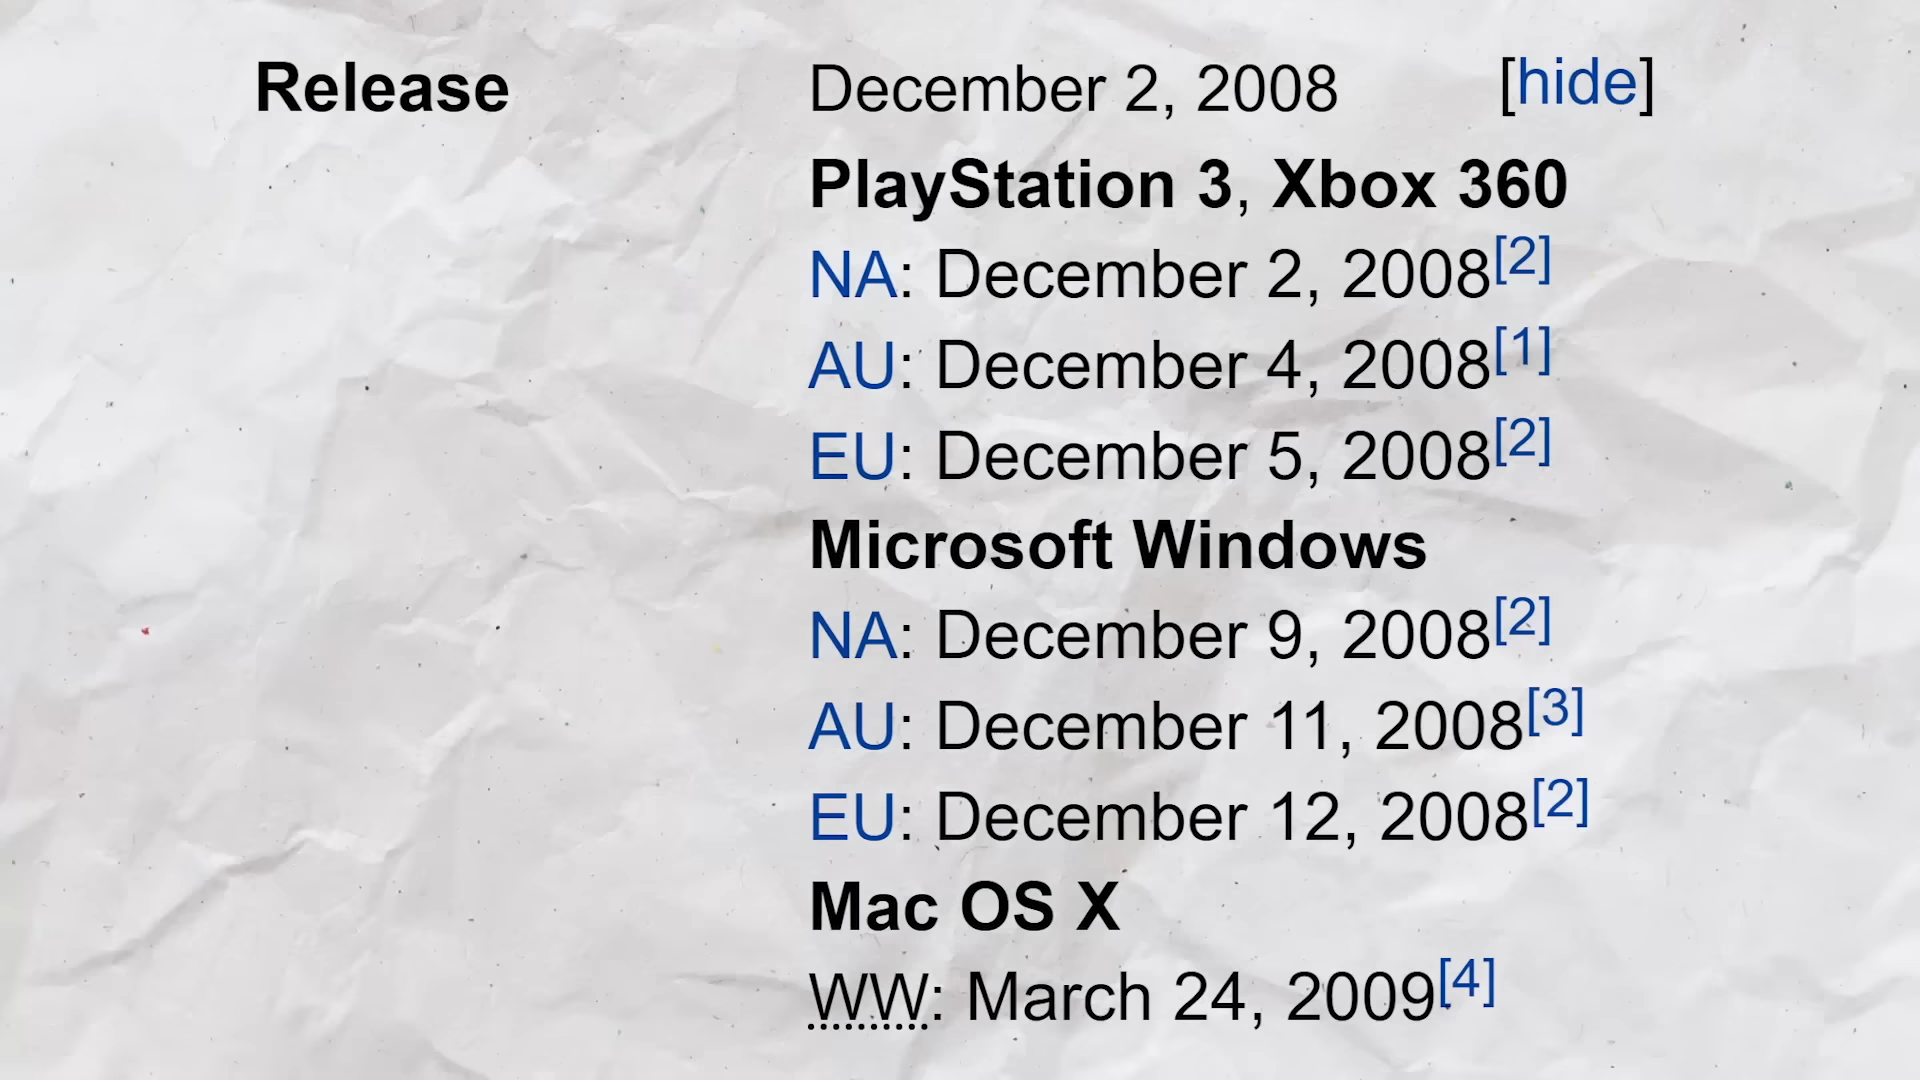 Release December 2, 2008 [hide]
PlayStation 3, Xbox 360
NA: December 2, 2008[2]
AU: December 4, 2008[1]
EU: December 5, 2008[2]
Microsoft Windows
NA: December 9, 2008[2]
AU: December 11, 2008[3]
EU: December 12, 2008[2]
Mac OS X
WW: March 24, 2009[4]